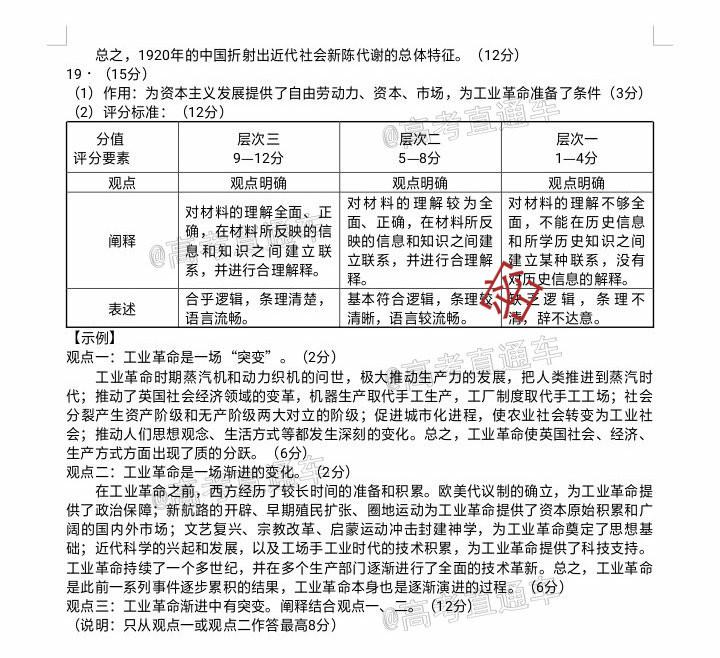 总之，1920年的中国折射出近代社会新陈代谢的总体特征。（12分）
19·（15分）
（1）作用：为资本主义发展提供了自由劳动力、资本、市场，为工业革命准备了条件（3分）
（2）评分标准：（12分）
分值 层次三 层次二 层次一
评分要素 9—12分 5—8分 1—4分
观点 观点明确 观点明确 观点明确
阐释
对材料的理解全面、正
确，在材料所反映的信
息和知识之间建立联
系，并进行合理解释。
对材料的理解较为全
面、正确，在材料所反
映的信息和知识之间建
立联系，并进行合理解
释。
对材料的理解不够全
面，不能在历史信息
和所学历史知识之间
建立某种联系，没有
对历史信息的解释。
表述
合乎逻辑，条理清楚，
语言流畅。
基本符合逻辑，条理较
清晰，语言较流畅。
缺乏逻辑，条理不
清，辞不达意。
密
【示例】
观点一：工业革命是一场“突变”。（2分）
工业革命时期蒸汽机和动力织机的问世，极大推动生产力的发展，把人类推进到蒸汽时
代；推动了英国社会经济领域的变革，机器生产取代手工生产，工厂制度取代手工工场；社会
分裂产生资产阶级和无产阶级两大对立的阶级；促进城市化进程，使农业社会转变为工业社
会；推动人们思想观念、生活方式等都发生深刻的变化。总之，工业革命使英国社会、经济、
生产方式方面出现了质的分跃。（6分）
观点二：工业革命是一场渐进的变化。（2分）
在工业革命之前，西方经历了较长时间的准备和积累。欧美代议制的确立，为工业革命提
供了政治保障；新航路的开辟、早期殖民扩张、圈地运动为工业革命提供了资本原始积累和广
阔的国内外市场；文艺复兴、宗教改革、启蒙运动冲击封建神学，为工业革命奠定了思想基
础；近代科学的兴起和发展，以及工场手工业时代的技术积累，为工业革命提供了科技支持。
工业革命持续了一个多世纪，并在多个生产部门逐渐进行了全面的技术革新。总之，工业革命
是此前一系列事件逐步累积的结果，工业革命本身也是逐渐演进的过程。（6分）
观点三：工业革命渐进中有突变。阐释结合观点一、二。（12分）
（说明：只从观点一或观点二作答最高8分）
@高考直通车
@高考直通车
@高考直通车
@高考直通车
@高考直通车